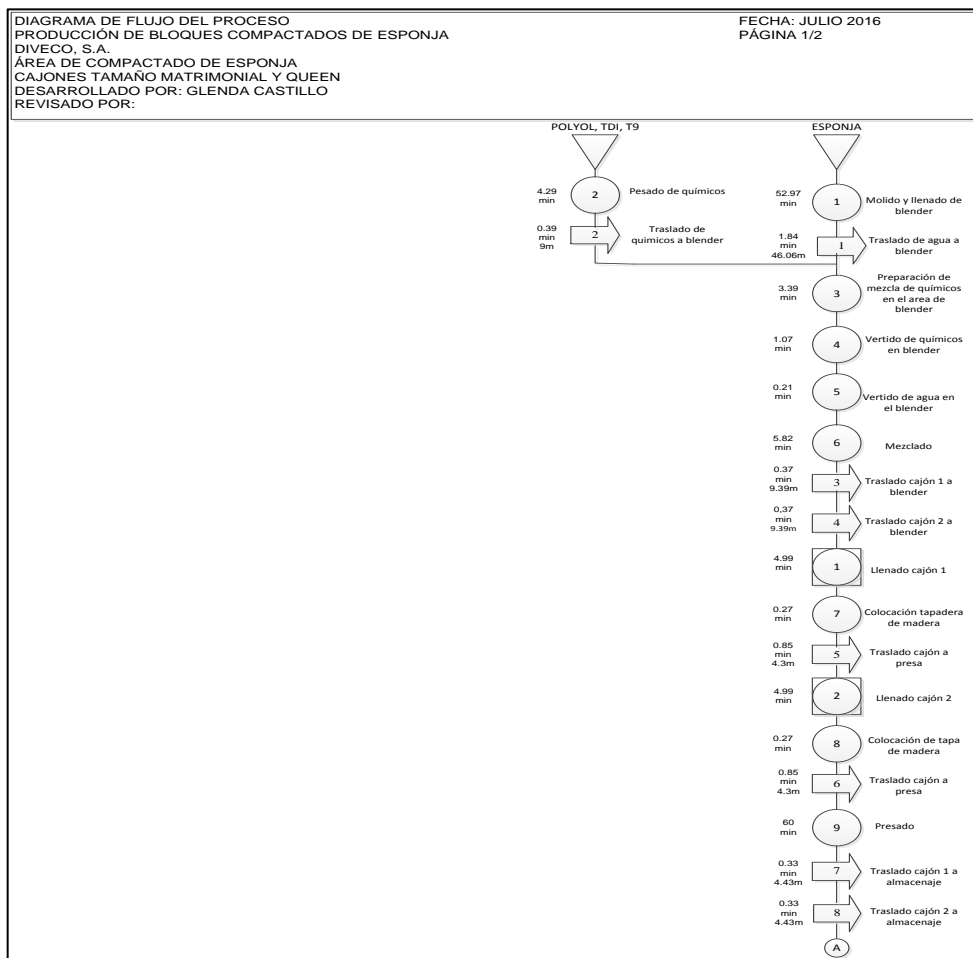 DIAGRAMA DE FLUJO DEL PROCESO
PRODUCCIÓN DE BLOQUES COMPACTADOS DE ESPONJA
DIVECO, S.A.
ÁREA DE COMPACTADO DE ESPONJA
CAJONES TAMAÑO MATRIMONIAL Y QUEEN
DESARROLLADO POR: GLENDA CASTILLO
REVISADO POR:
FECHA: JULIO 2016
PÁGINA 1/2
POLYOL, TDI, T9
4.29
min
2
Pesado de químicos
0.39
min
9m
2
Traslado de
quimicos a blender
ESPONJA
52.97
min
1
Molido y llenado de
blender
1.84
min
46.06m
1
Traslado de agua a
blender
3.39
min
3
Preparación de
mezcla de químicos
en el area de
blender
1.07
min
4
Vertido de químicos
en blender
0.21
min
5
Vertido de agua en
el blender
5.82
min
6
Mezclado
0.37
min
9.39m
3
Traslado cajón 1 a
blender
0,37
min
9.39m
4
Traslado cajón 2 a
blender
4.99
min
1
Llenado cajón 1
0.27
min
7
Colocación tapadera
de madera
0.85
min
4.3m
5
Traslado cajón a
presa
4.99
min
2
Llenado cajón 2
0.27
min
8
Colocación de tapa
de madera
0.85
min
4.3m
6
Traslado cajón a
presa
60
min
9
Presado
0.33
min
4.43m
7
Traslado cajón 1 a
almacenaje
0.33
min
4.43m
8
Traslado cajón 2 a
almacenaje
A